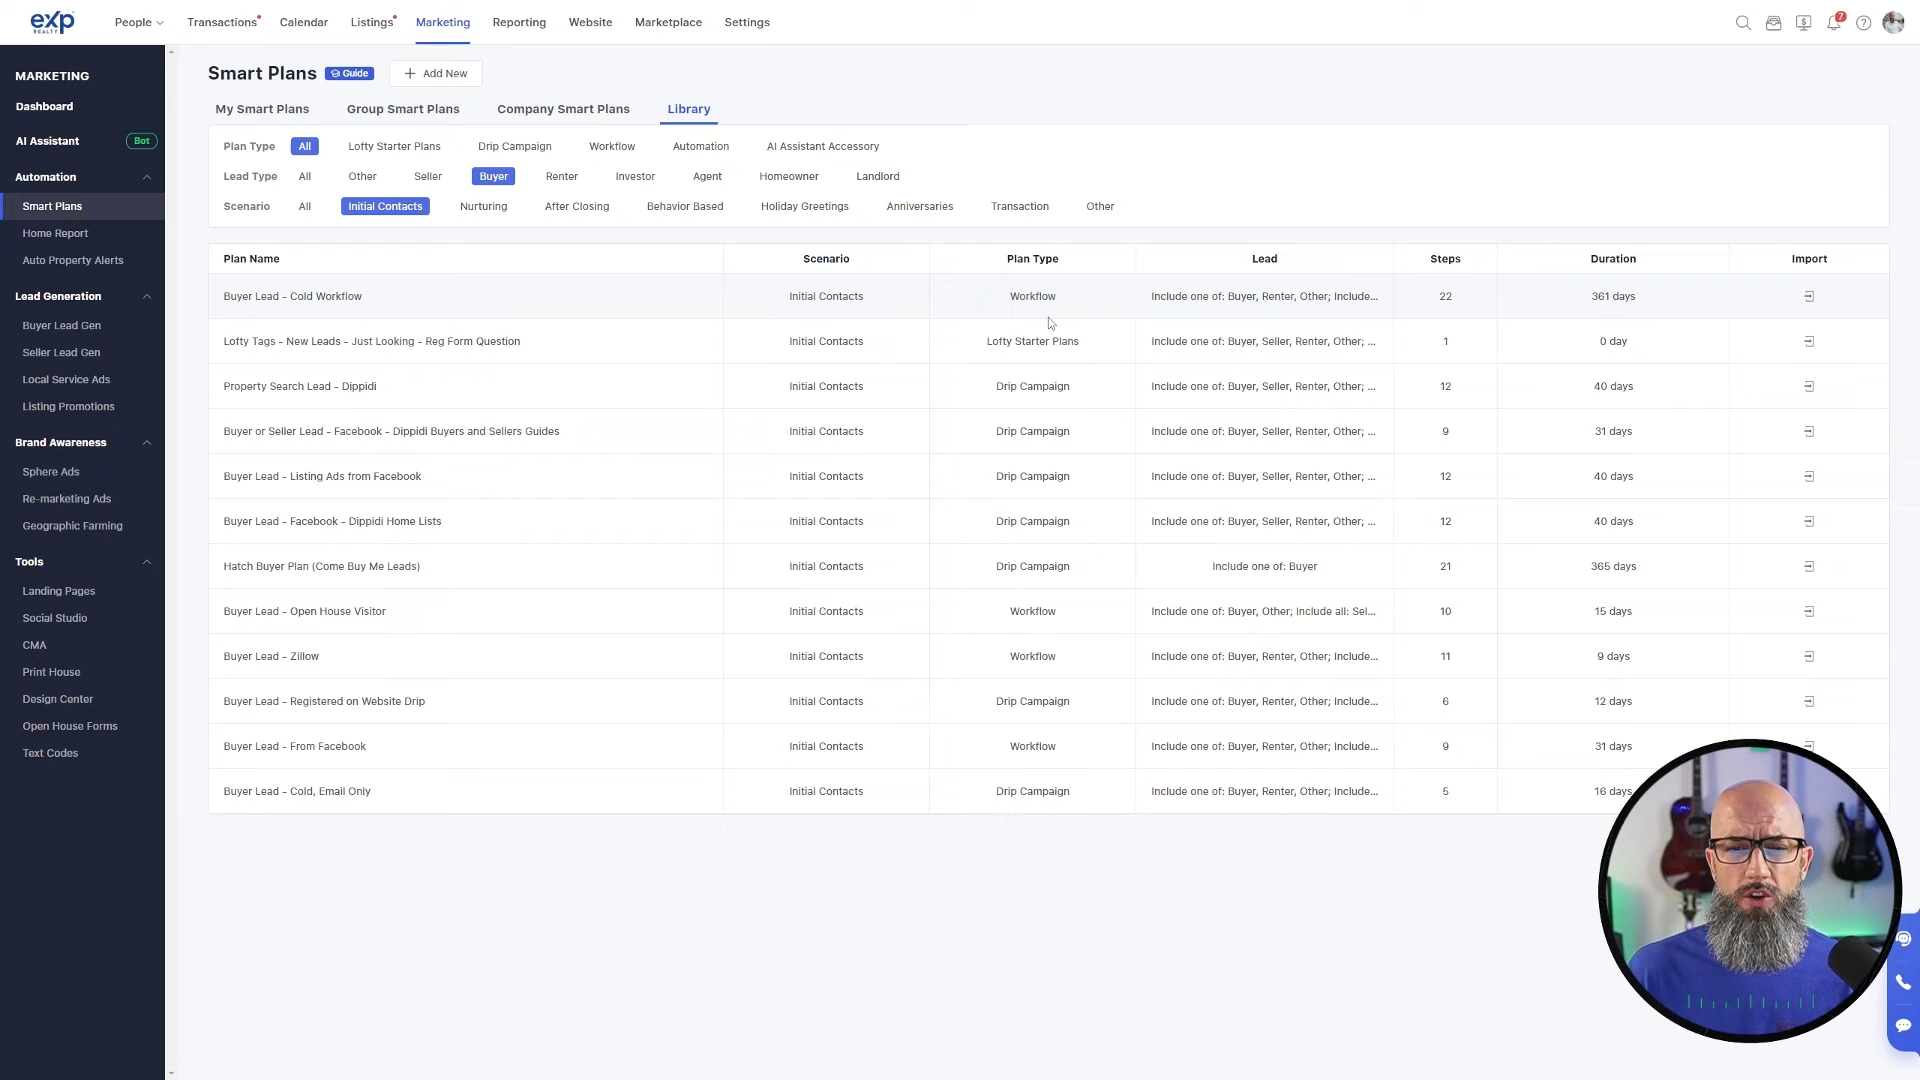 eXp
REALTY
People
Transactions
Calendar
Listings
Marketing
Reporting
Website
Marketplace
Settings
7
MARKETING
Dashboard
AI Assistant
Bot
Automation
Smart Plans
Home Report
Auto Property Alerts
Lead Generation
Buyer Lead Gen
Seller Lead Gen
Local Service Ads
Listing Promotions
Brand Awareness
Sphere Ads
Re-marketing Ads
Geographic Farming
Tools
Landing Pages
Social Studio
CMA
Print House
Design Center
Open House Forms
Text Codes
Smart Plans
Guide
Add New
My Smart Plans
Group Smart Plans
Company Smart Plans
Library
Plan Type All Lofty Starter Plans Drip Campaign Workflow Automation AI Assistant Accessory
Lead Type All Other Seller Buyer Renter Investor Agent Homeowner Landlord
Scenario All Initial Contacts Nurturing After Closing Behavior Based Holiday Greetings Anniversaries Transaction Other
Plan Name Scenario Plan Type Lead Steps Duration Import
Buyer Lead - Cold Workflow Initial Contacts Workflow Include one of: Buyer, Renter, Other; Include... 22 361 days
Lofty Tags - New Leads - Just Looking - Reg Form Question Initial Contacts Lofty Starter Plans Include one of: Buyer, Seller, Renter, Other; ... 1 0 day
Property Search Lead - Dippidi Initial Contacts Drip Campaign Include one of: Buyer, Seller, Renter, Other; ... 12 40 days
Buyer or Seller Lead - Facebook - Dippidi Buyers and Sellers Guides Initial Contacts Drip Campaign Include one of: Buyer, Seller, Renter, Other; ... 9 31 days
Buyer Lead - Listing Ads from Facebook Initial Contacts Drip Campaign Include one of: Buyer, Seller, Renter, Other; ... 12 40 days
Buyer Lead - Facebook - Dippidi Home Lists Initial Contacts Drip Campaign Include one of: Buyer, Seller, Renter, Other; ... 12 40 days
Hatch Buyer Plan (Come Buy Me Leads) Initial Contacts Drip Campaign Include one of: Buyer 21 365 days
Buyer Lead - Open House Visitor Initial Contacts Workflow Include one of: Buyer, Other; Include all: Sel... 10 15 days
Buyer Lead - Zillow Initial Contacts Workflow Include one of: Buyer, Renter, Other; Include... 11 9 days
Buyer Lead - Registered on Website Drip Initial Contacts Drip Campaign Include one of: Buyer, Renter, Other; Include... 6 12 days
Buyer Lead - From Facebook Initial Contacts Workflow Include one of: Buyer, Renter, Other; Include... 9 31 days
Buyer Lead - Cold, Email Only Initial Contacts Drip Campaign Include one of: Buyer, Renter, Other; Include... 5 16 days